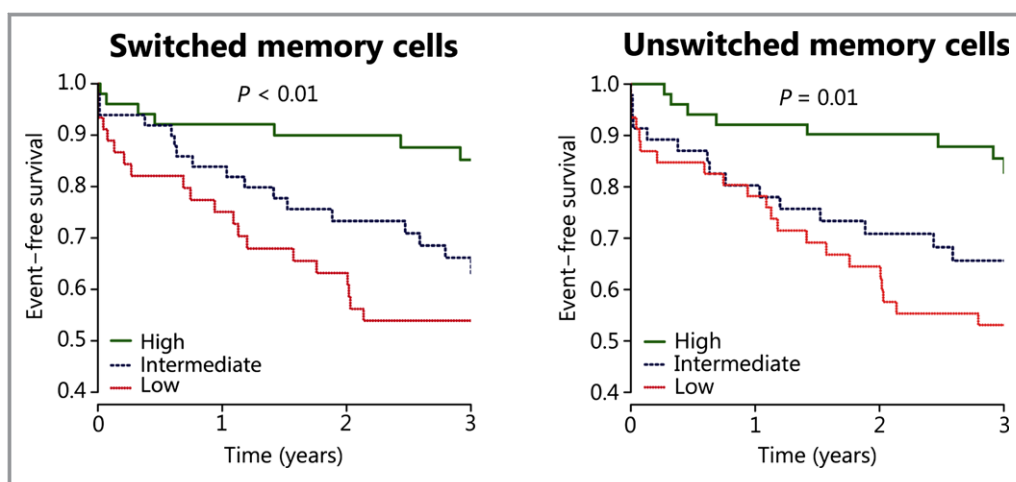 Switched memory cells
P < 0.01
Event-free survival
1.0
0.9
0.8
0.7
0.6
0.5
0.4
High
Intermediate
Low
0
1
2
3
Time (years)
Unswitched memory cells
P = 0.01
Event-free survival
1.0
0.9
0.8
0.7
0.6
0.5
0.4
High
Intermediate
Low
0
1
2
3
Time (years)